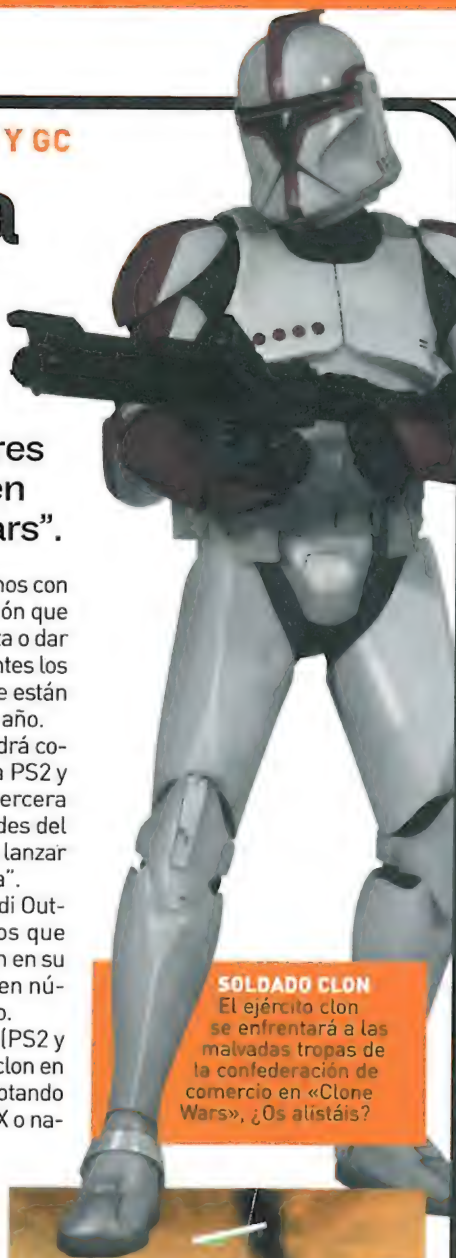 Y GC
a
res
en
ars”.
nos con
ón que
za o dar
ntes los
e están
año.
drá co-
a PS2 y
ercera
des del
lanzar
a”.
di Out-
os que
n en su
en nú-
o.
(PS2 y
clon en
otando
X o na-
SOLDADO CLON
El ejército clon
se enfrentará a las
malvadas tropas de
la confederación de
comercio en «Clone
Wars», ¿Os alistáis?